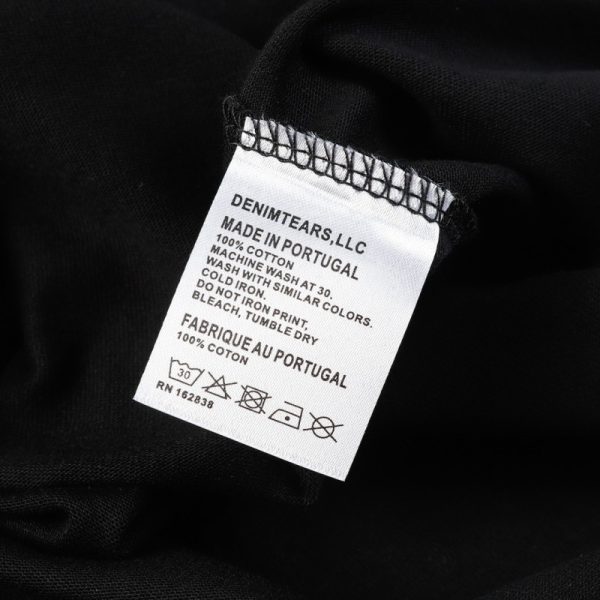 DENIMTEARS,LLC
MADE IN PORTUGAL
100% COTTON
MACHINE WASH AT 30.
WASH WITH SIMILAR COLORS.
COLD IRON.
DO NOT IRON PRINT,
BLEACH, TUMBLE DRY
FABRIQUE AU PORTUGAL
100% COTON
30
RN 162838